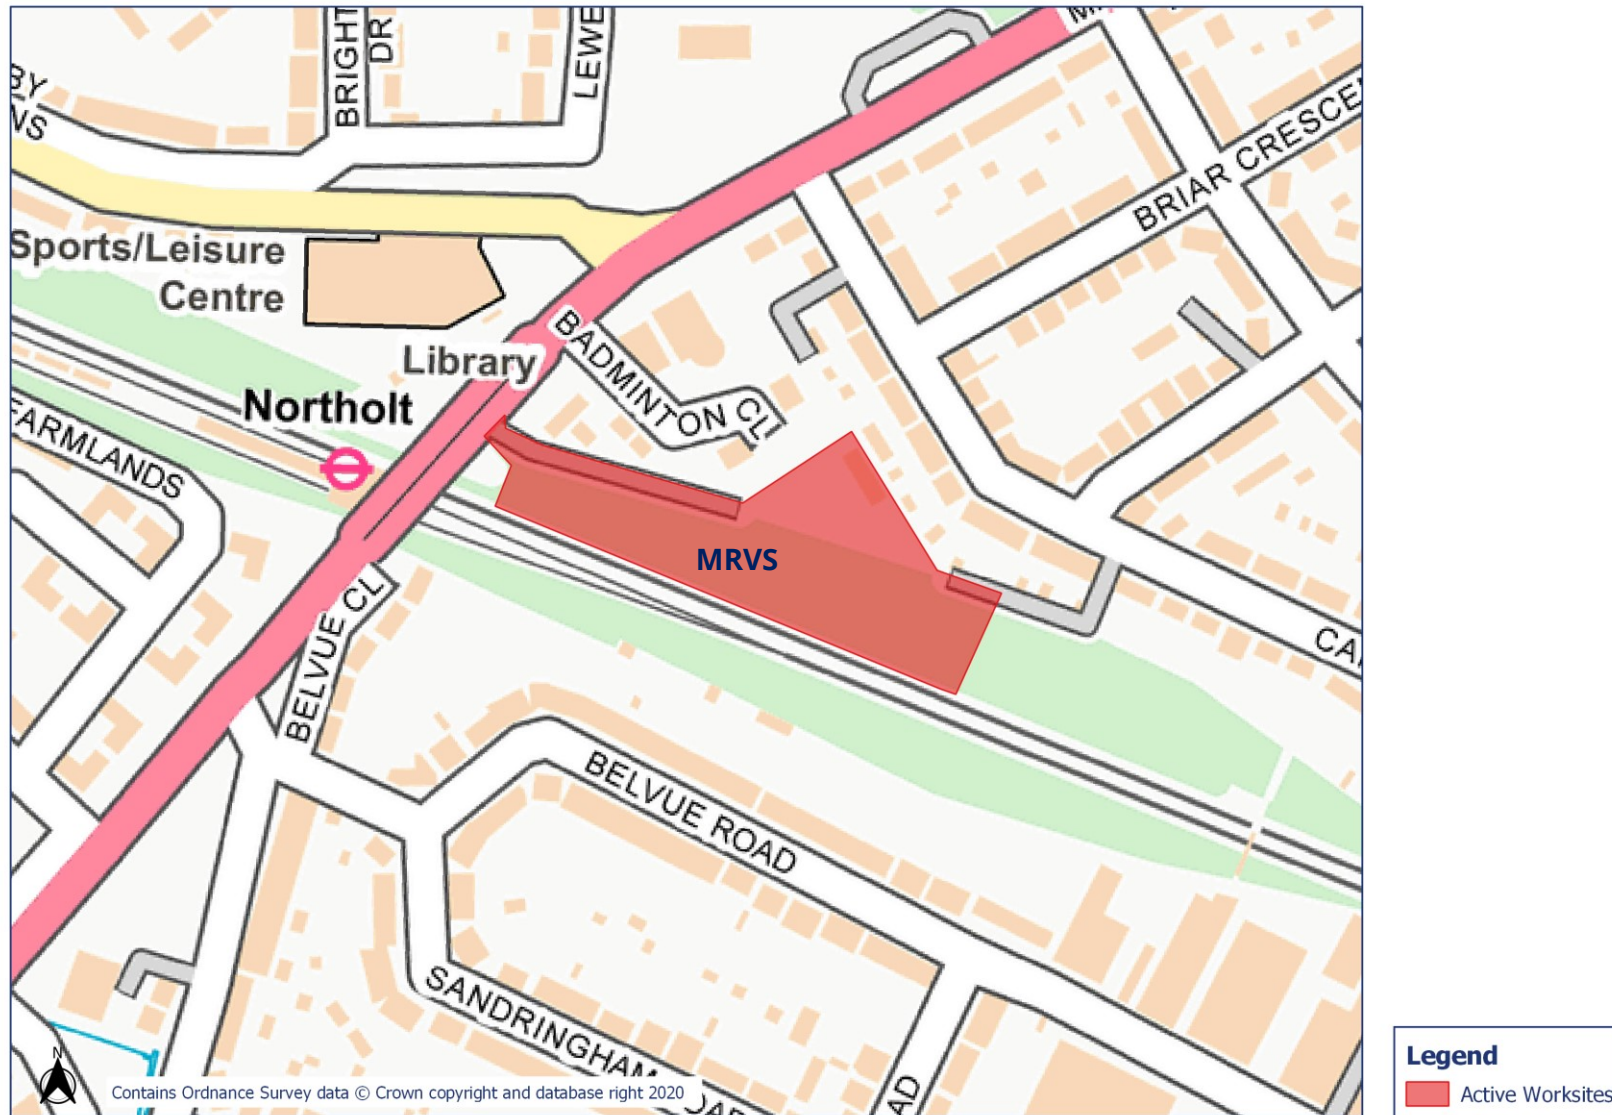 BRIGHT
DR
LEWE
BY
NS
BRIAR CRESCE
Sports/Leisure
Centre
Library
BADMINTON CL
Northolt
FARMLANDS
MRVS
BELVUE CL
BELVUE ROAD
SANDRINGHAM
AD
N
Contains Ordnance Survey data © Crown copyright and database right 2020
Legend
Active Worksites